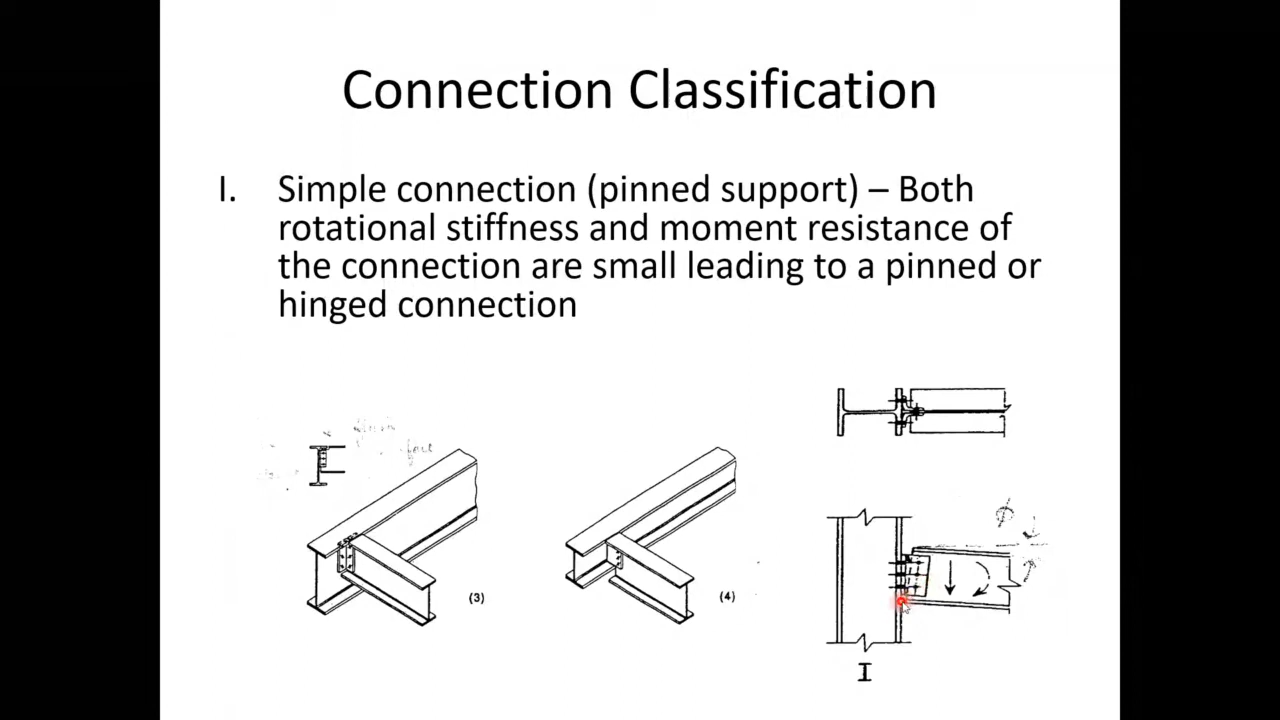 Connection Classification
I. Simple connection (pinned support) – Both
rotational stiffness and moment resistance of
the connection are small leading to a pinned or
hinged connection
(3)
(4)
ϕ
I